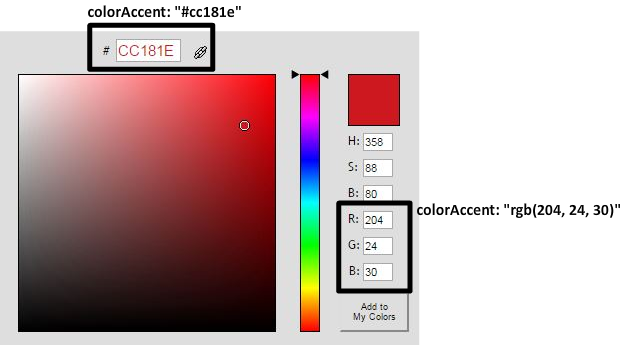 colorAccent: "#cc181e"
# CC181E
H: 358
S: 88
B: 80
R: 204
G: 24
B: 30
colorAccent: "rgb(204, 24, 30)"
Add to
My Colors